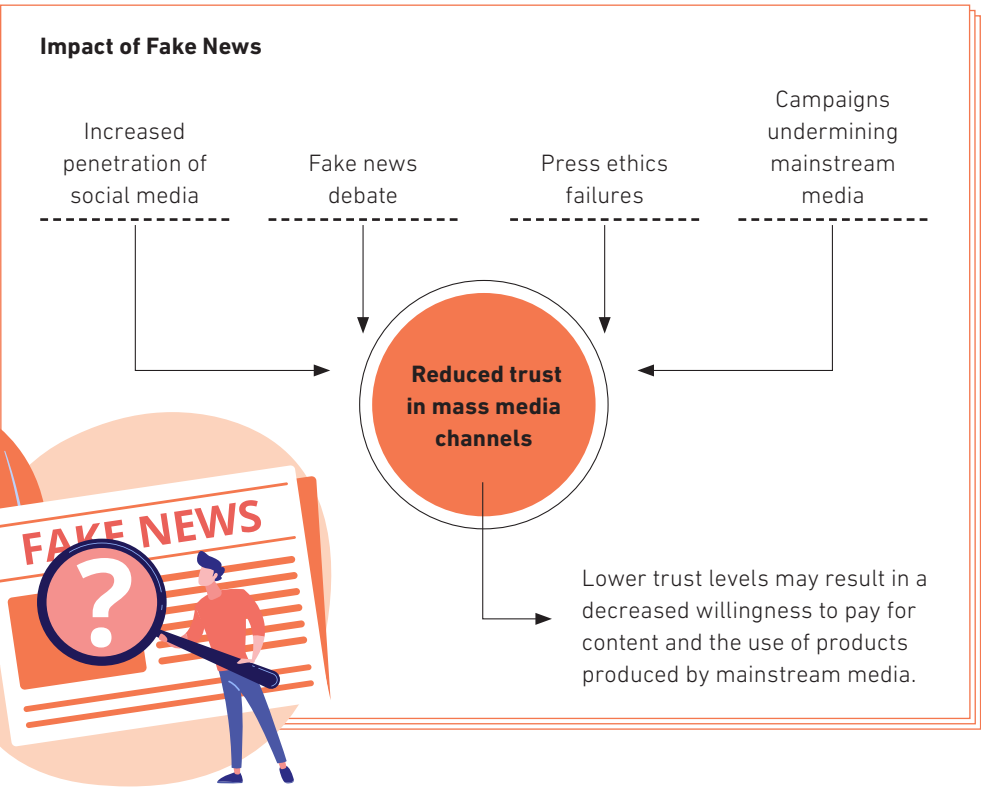 Impact of Fake News
Increased
penetration of
social media
Fake news
debate
Press ethics
failures
Campaigns
undermining
mainstream
media
Reduced trust
in mass media
channels
FAKE NEWS
?
Lower trust levels may result in a
decreased willingness to pay for
content and the use of products
produced by mainstream media.